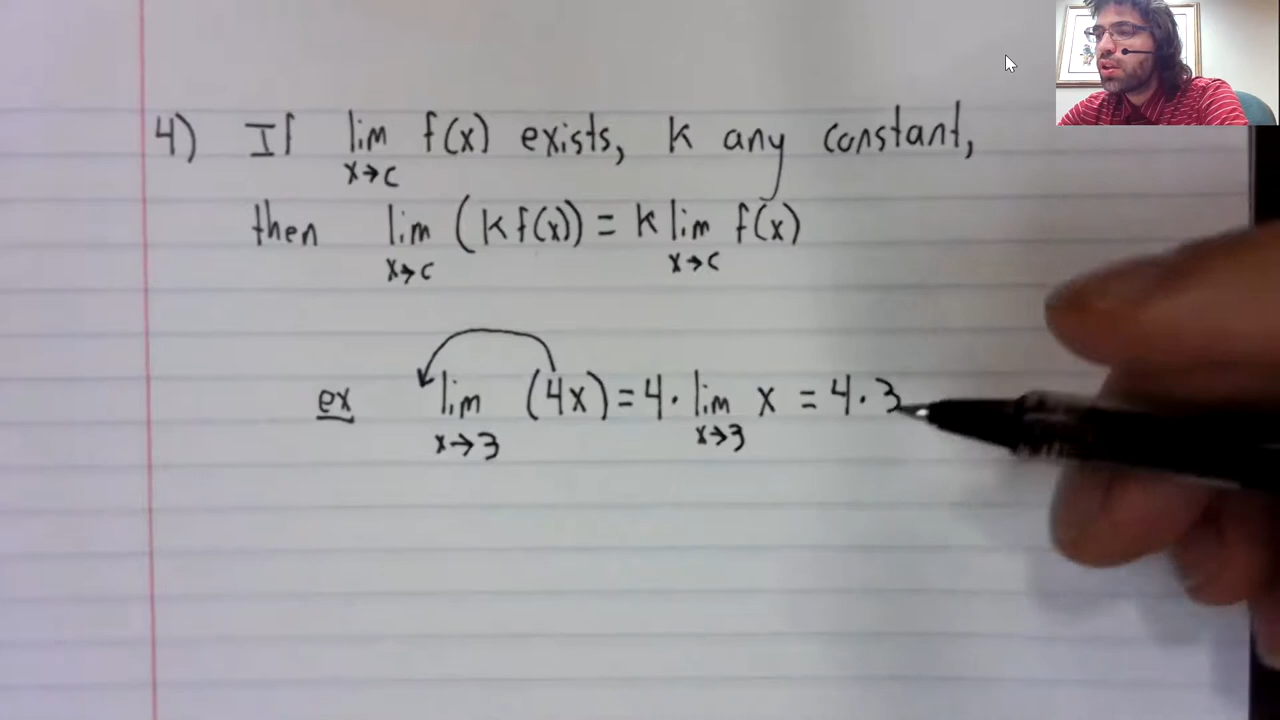 4) If lim f(x) exists, k any constant,
x→c
then lim (k f(x)) = k lim f(x)
x→c x→c
ex lim (4x) = 4 · lim x = 4 · 3
x→3 x→3